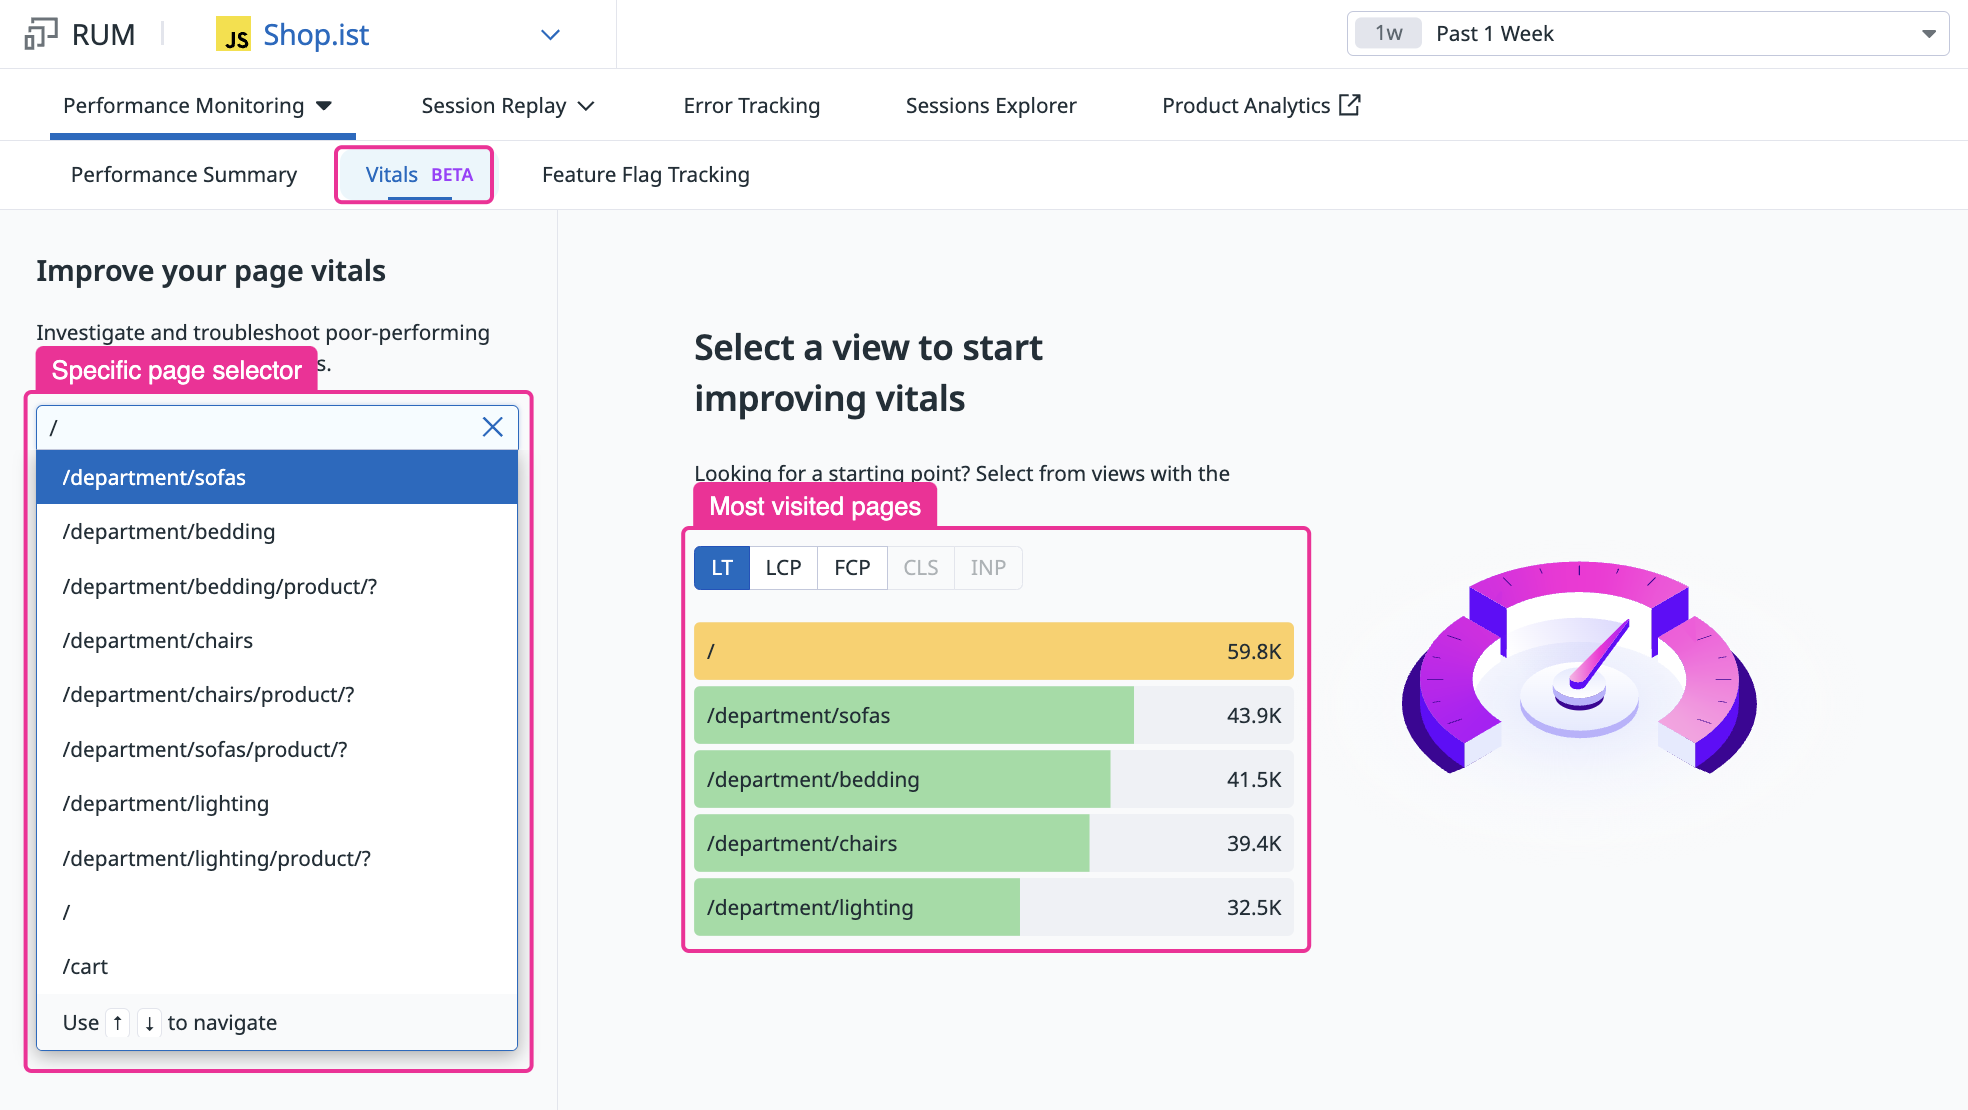 RUM
JS Shop.ist
1w Past 1 Week
Performance Monitoring
Session Replay
Error Tracking
Sessions Explorer
Product Analytics
Performance Summary
Vitals BETA
Feature Flag Tracking
Improve your page vitals
Investigate and troubleshoot poor-performing
s.
Specific page selector
/
/department/sofas
/department/bedding
/department/bedding/product/?
/department/chairs
/department/chairs/product/?
/department/sofas/product/?
/department/lighting
/department/lighting/product/?
/
/cart
Use ↑ ↓ to navigate
Select a view to start
improving vitals
Looking for a starting point? Select from views with the
Most visited pages
LT LCP FCP CLS INP
/ 59.8K
/department/sofas 43.9K
/department/bedding 41.5K
/department/chairs 39.4K
/department/lighting 32.5K